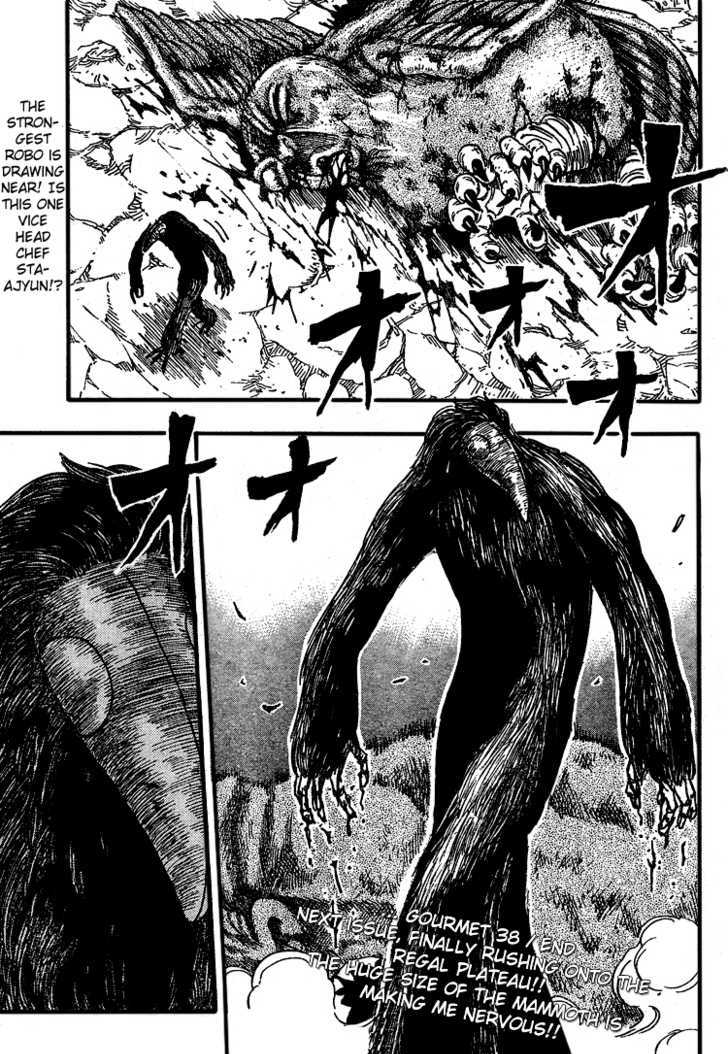 THE
STRON-
GEST
ROBO IS
DRAWING
NEAR! IS
THIS ONE
VICE
HEAD
CHEF
STA-
AJYUN!?
オ
オ
オ
オ
オ
オ
GOURMET 38 / END
NEXT ISSUE, FINALLY RUSHING ONTO THE
REGAL PLATEAU!!
THE HUGE SIZE OF THE MAMMOTH IS
MAKING ME NERVOUS!!